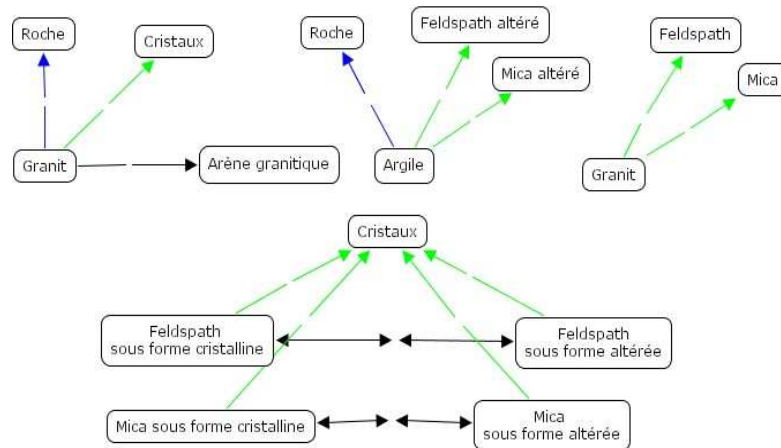 Roche
Cristaux
Granit
Arène granitique
Roche
Feldspath altéré
Mica altéré
Argile
Feldspath
Mica
Granit
Cristaux
Feldspath
sous forme cristalline
Feldspath
sous forme altérée
Mica sous forme cristalline
Mica
sous forme altérée